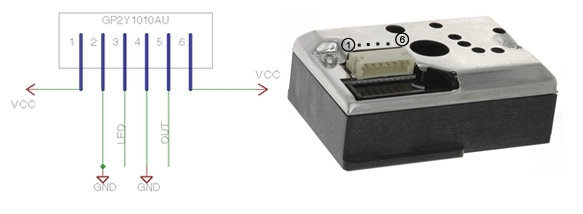 GP2Y1010AU
1 2 3 4 5 6
VCC
VCC
LED
OUT
GND
GND
1 6